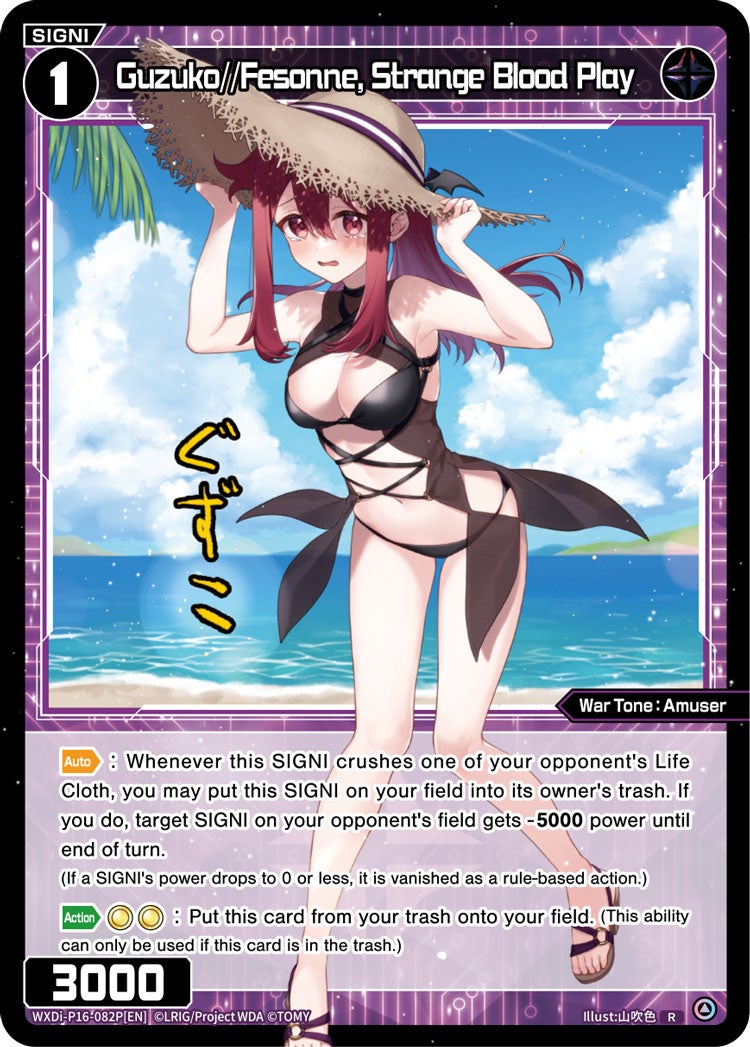 SIGNI
1
Guzuko//Fesonne, Strange Blood Play
ぐずこ
War Tone:Amuser
Auto : Whenever this SIGNI crushes one of your opponent's Life
Cloth, you may put this SIGNI on your field into its owner's trash. If
you do, target SIGNI on your opponent's field gets -5000 power until
end of turn.
(If a SIGNI's power drops to 0 or less, it is vanished as a rule-based action.)
Action : Put this card from your trash onto your field. (This ability
can only be used if this card is in the trash.)
3000
WXDi-P16-082P[EN] ©LRIG/Project WDA ©TOMY Illust:山吹色 R